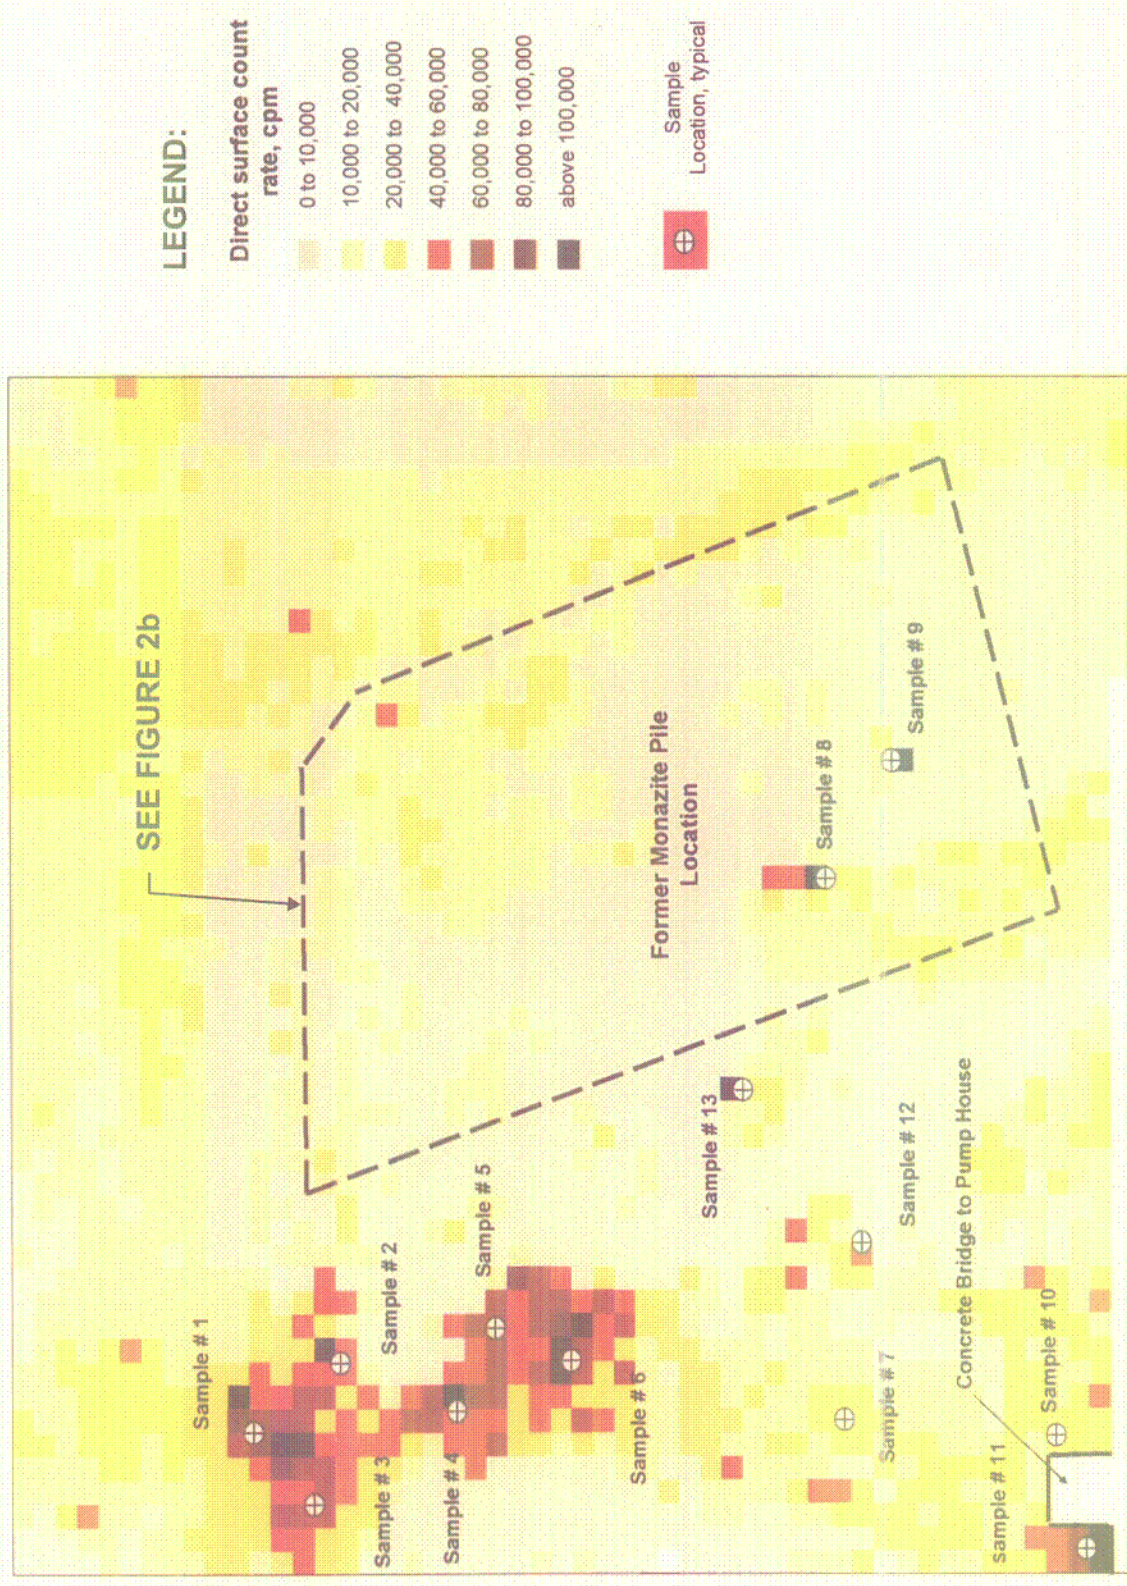 LEGEND:
Direct surface count
rate, cpm
0 to 10,000
10,000 to 20,000
20,000 to 40,000
40,000 to 60,000
60,000 to 80,000
80,000 to 100,000
above 100,000
Sample
Location, typical
SEE FIGURE 2b
Former Monazite Pile
Location
Sample # 1
Sample # 2
Sample # 3
Sample # 4
Sample # 5
Sample # 6
Sample # 7
Sample # 8
Sample # 9
Sample # 10
sample # 11
Sample # 12
Sample # 13
Concrete Bridge to Pump House